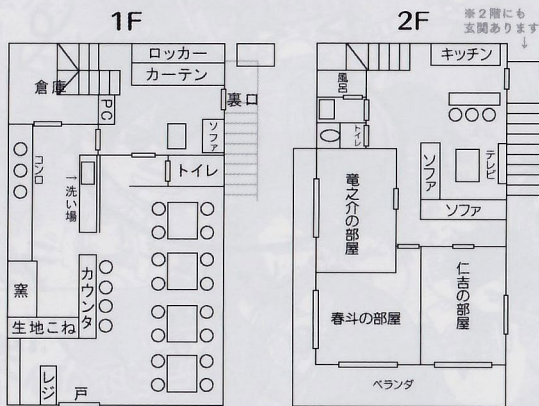 1F
ロッカー
カーテン
倉庫
PC
裏口
ソファ
コンロ
→洗い場
トイレ
カウンタ
窯
生地こね
レジ
戸
2F
※2階にも
玄関あります
↓
キッチン
風呂
トイレ
ソファ
テレビ
ソファ
竜之介の部屋
仁吉の部屋
春斗の部屋
ベランダ